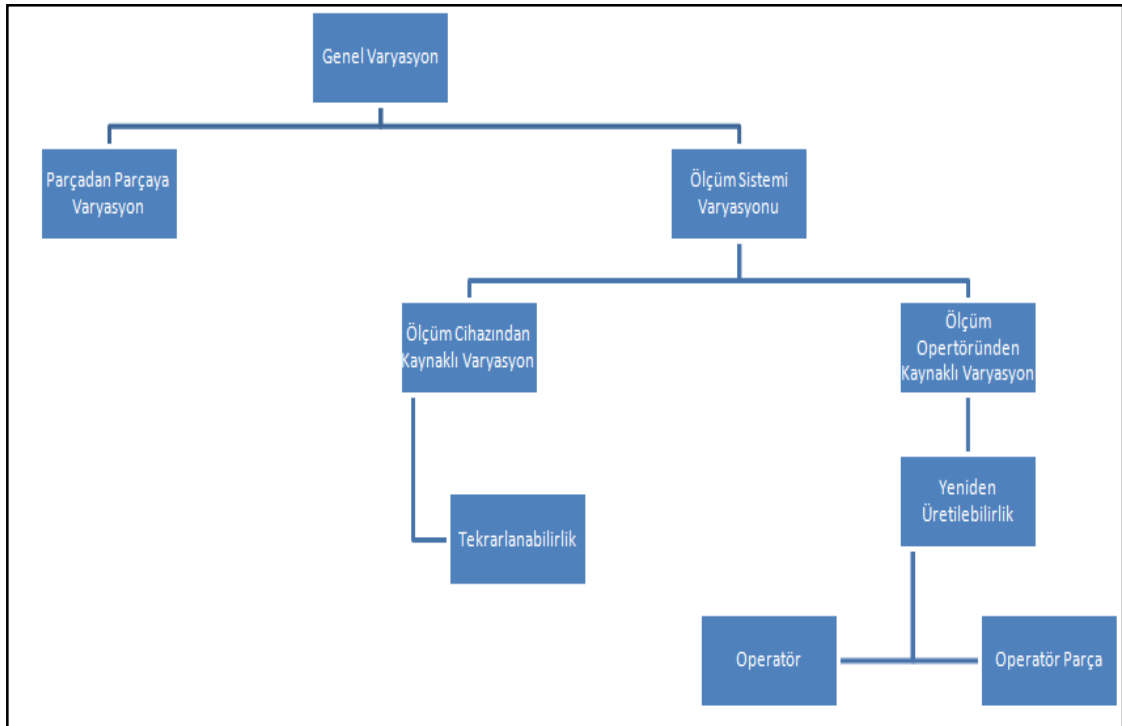 Genel Varyasyon
Parçadan Parçaya
Varyasyon
Ölçüm Sistemi
Varyasyonu
Ölçüm Cihazından
Kaynaklı Varyasyon
Ölçüm
Opertöründen
Kaynaklı Varyasyon
Yeniden
Üretilebilirlik
Tekrarlanabilirlik
Operatör
Operatör Parça